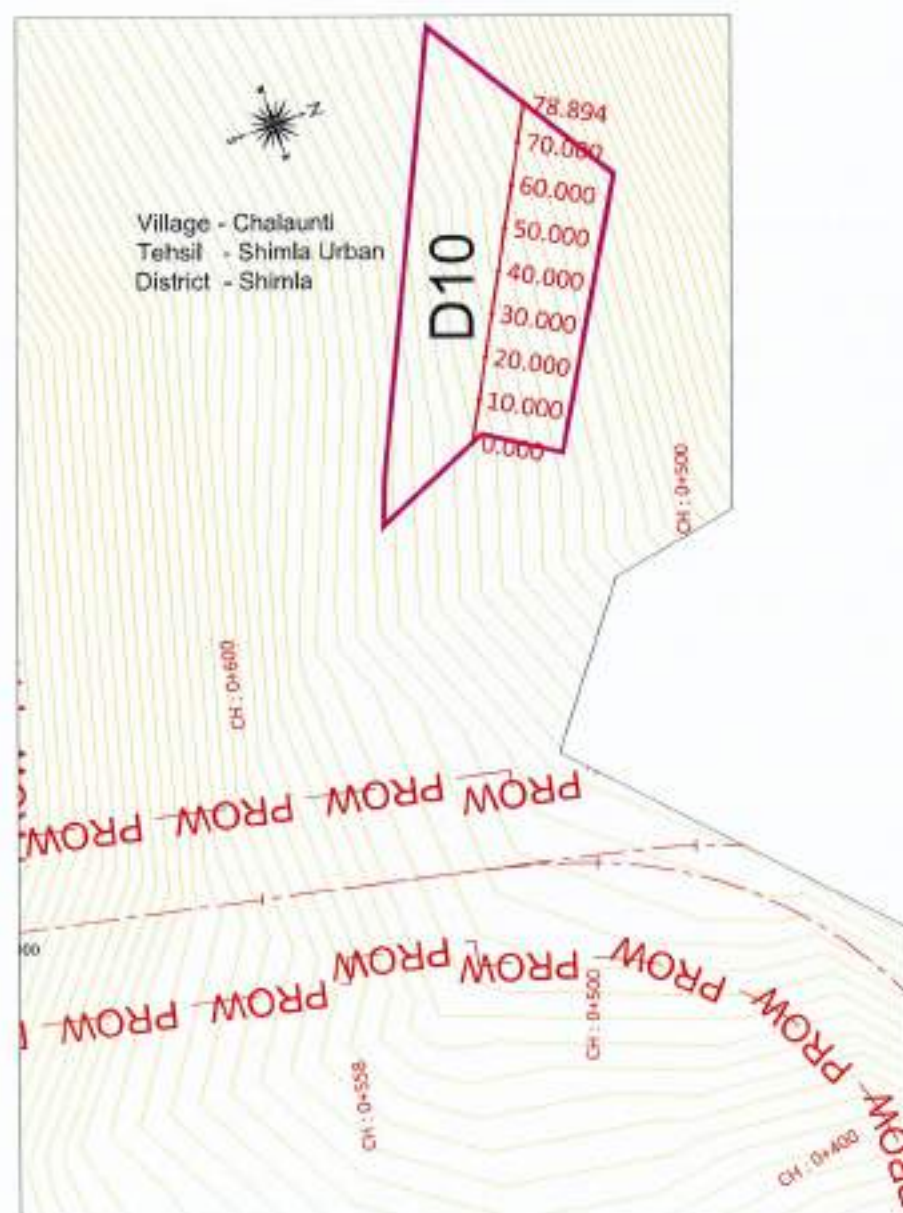 N
S
Village - Chalaunti
Tehsil - Shimla Urban
District - Shimla
D10
78.894
70.000
60.000
50.000
40.000
30.000
20.000
10.000
0.000
CH : 0+500
CH : 0+600
PROW PROW PROW PROW
PROW PROW PROW PROW PROW PROW PROW
CH : 0+500
CH : 0+558
CH : 0+400